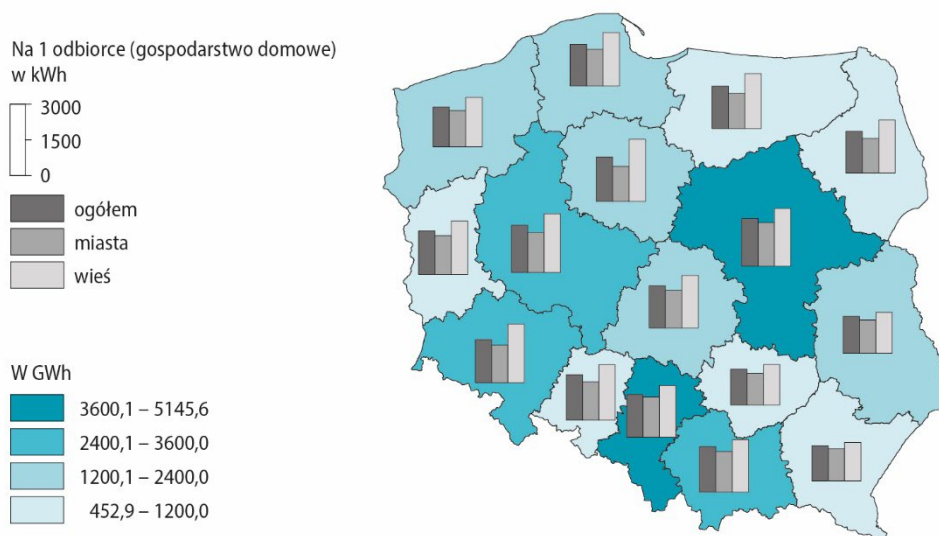 Na 1 odbiorce (gospodarstwo domowe)
w kWh
3000
1500
0
ogółem
miasta
wieś
W GWh
3600,1 – 5145,6
2400,1 – 3600,0
1200,1 – 2400,0
452,9 – 1200,0